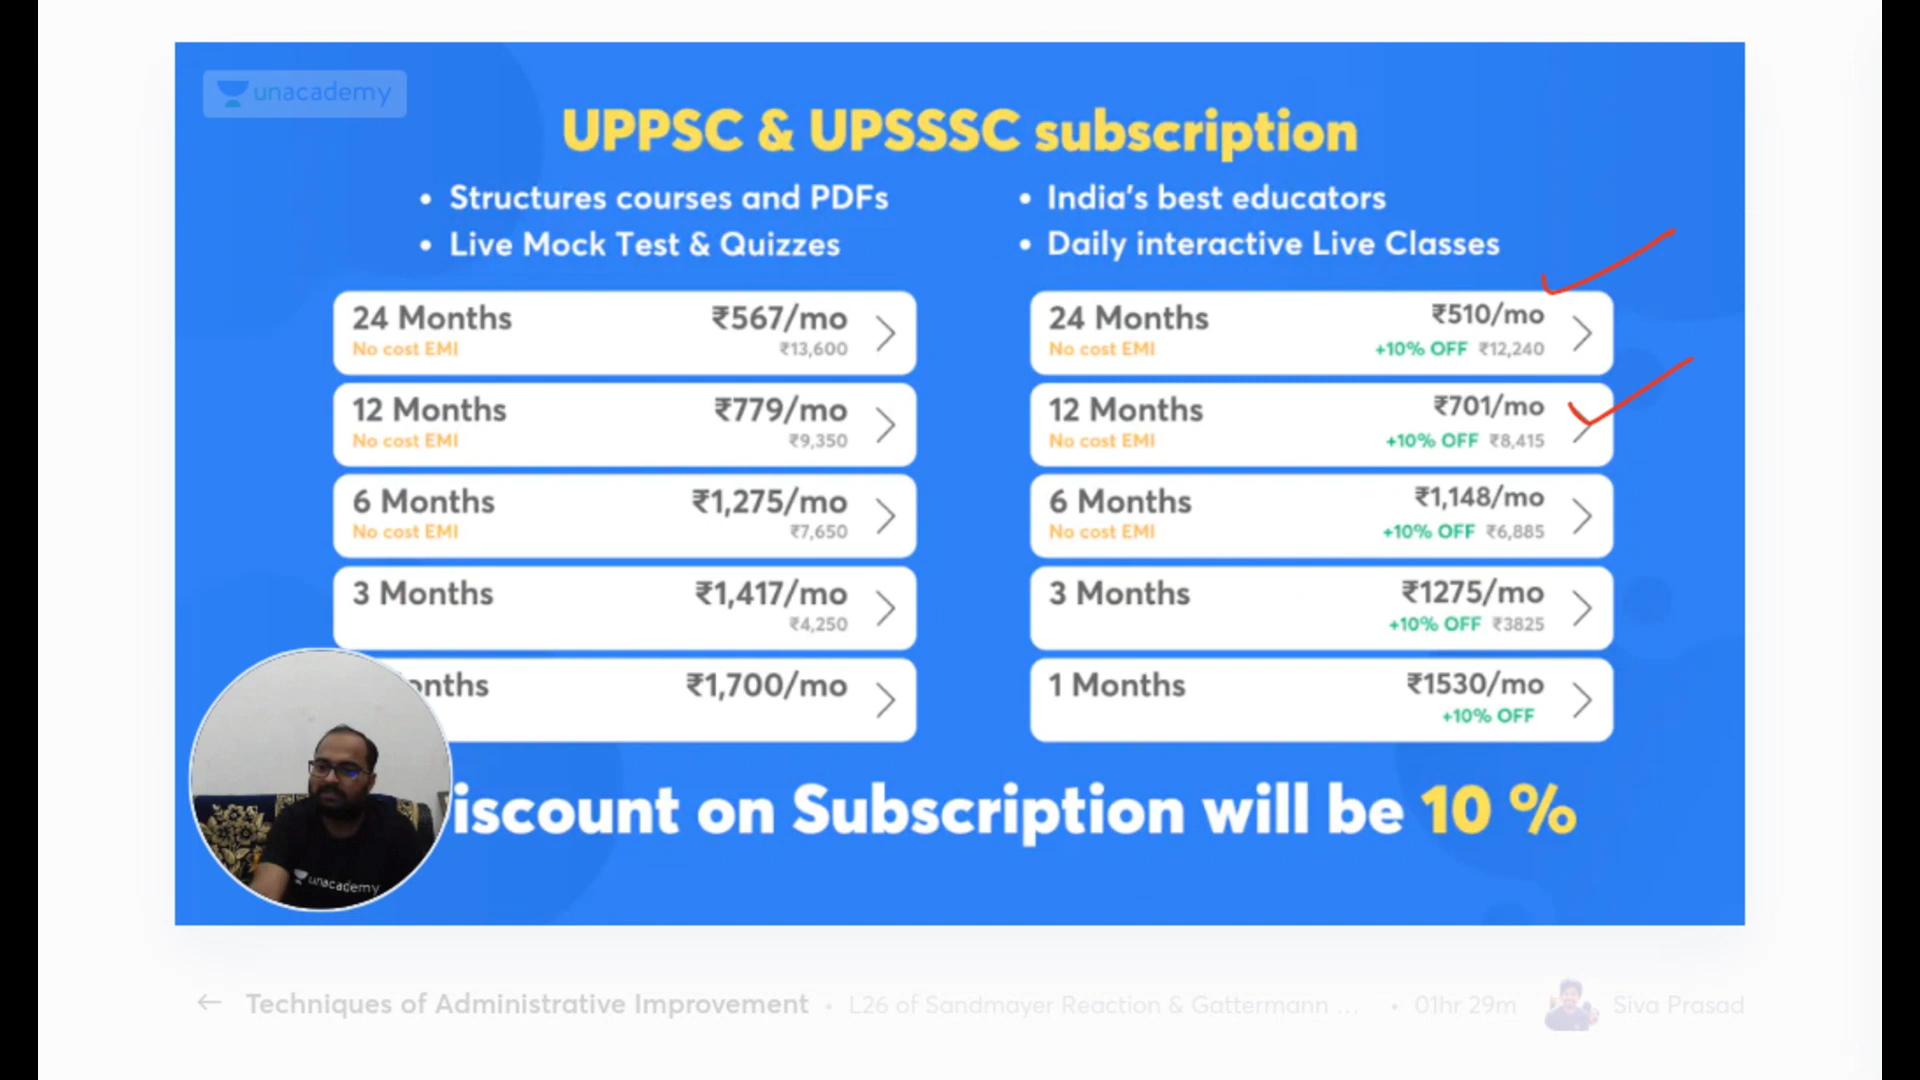 unacademy
UPPSC & UPSSSC subscription
• Structures courses and PDFs
• Live Mock Test & Quizzes
• India's best educators
• Daily interactive Live Classes
24 Months ₹567/mo
No cost EMI ₹13,600
12 Months ₹779/mo
No cost EMI ₹9,350
6 Months ₹1,275/mo
No cost EMI ₹7,650
3 Months ₹1,417/mo
₹4,250
onths ₹1,700/mo
24 Months ₹510/mo
No cost EMI +10% OFF ₹12,240
12 Months ₹701/mo
No cost EMI +10% OFF ₹8,415
6 Months ₹1,148/mo
No cost EMI +10% OFF ₹6,885
3 Months ₹1275/mo
+10% OFF ₹3825
1 Months ₹1530/mo
+10% OFF
iscount on Subscription will be 10 %
unacademy
Techniques of Administrative Improvement • L26 of Sandmayer Reaction & Gattermann ... • 01hr 29m Siva Prasad